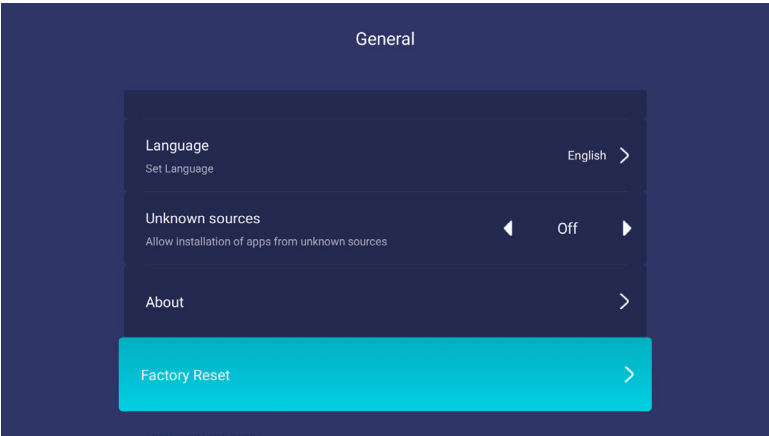 General
Language
Set Language
English
Unknown sources
Allow installation of apps from unknown sources
Off
About
Factory Reset